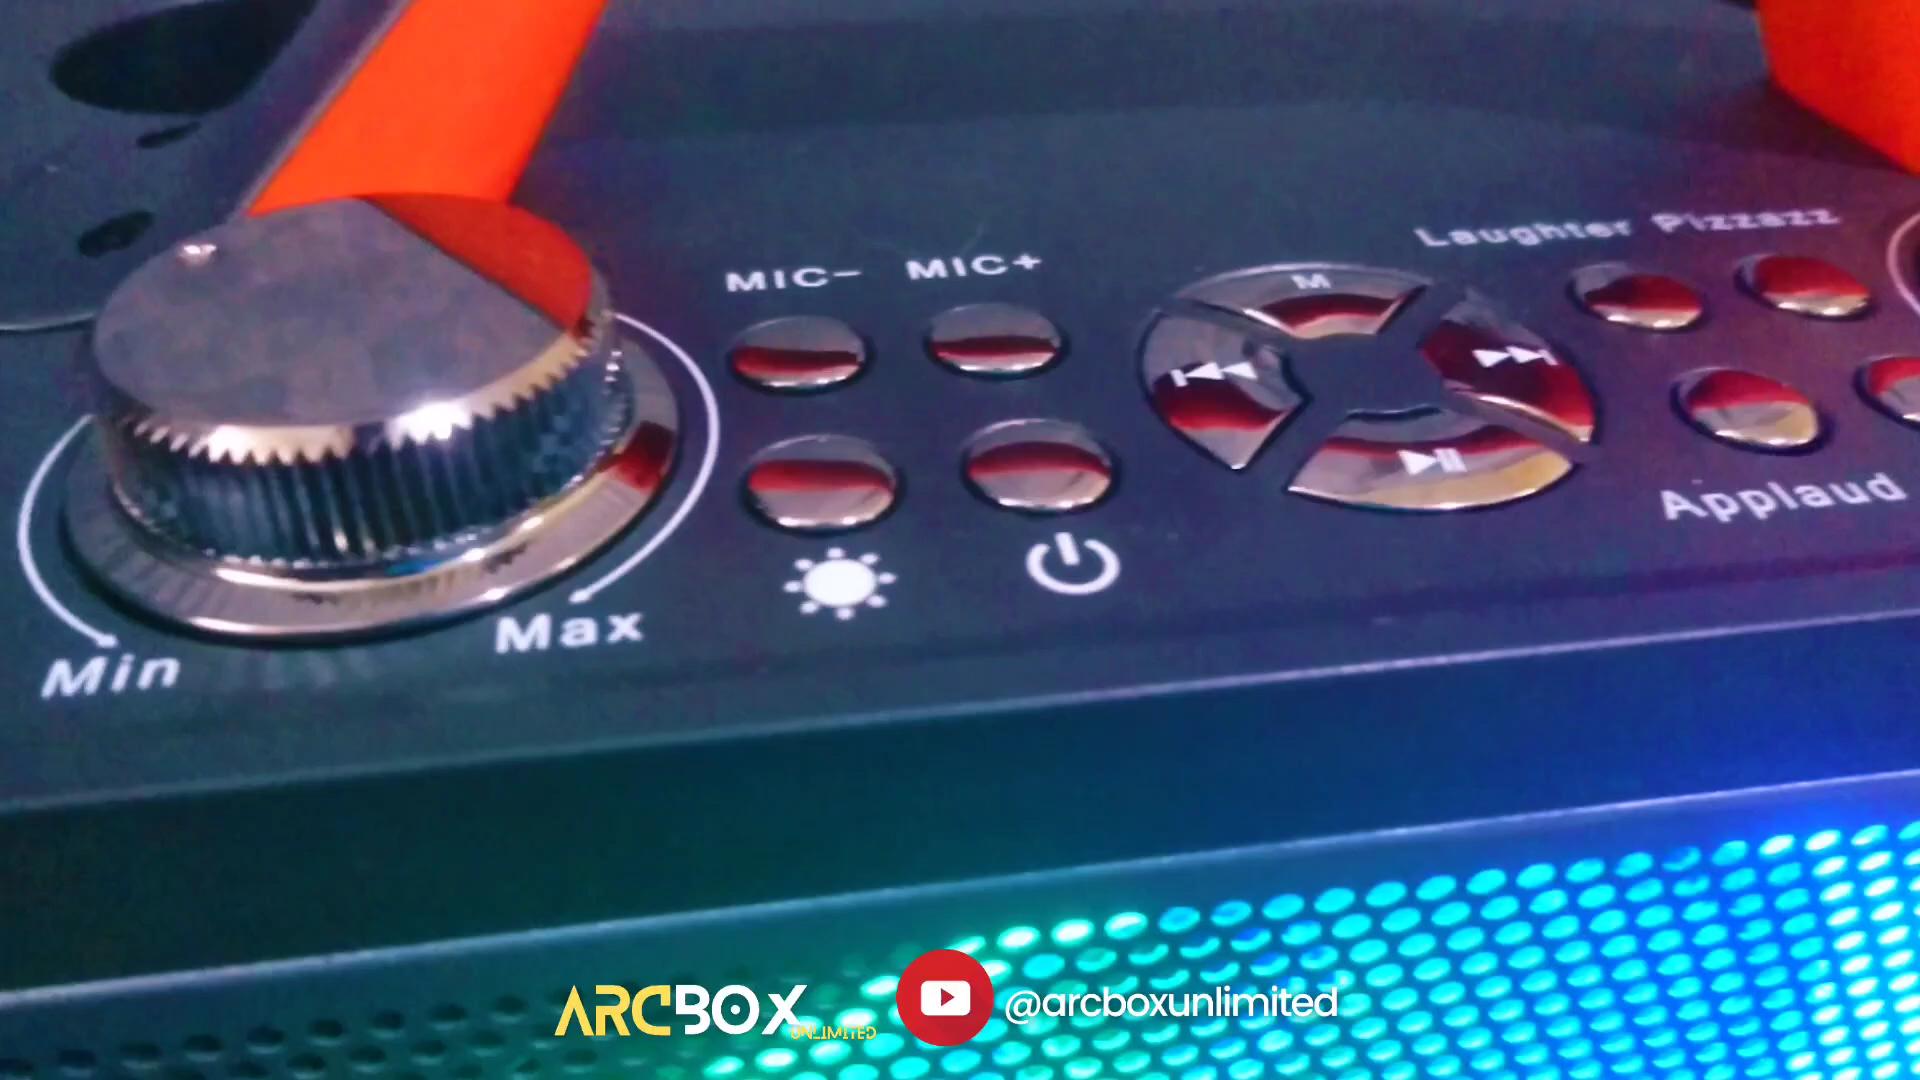 Laughter Pizzazz
MIC- MIC+
M
Applaud
Min
Max
ARCBOX
UNLIMITED
@arcboxunlimited